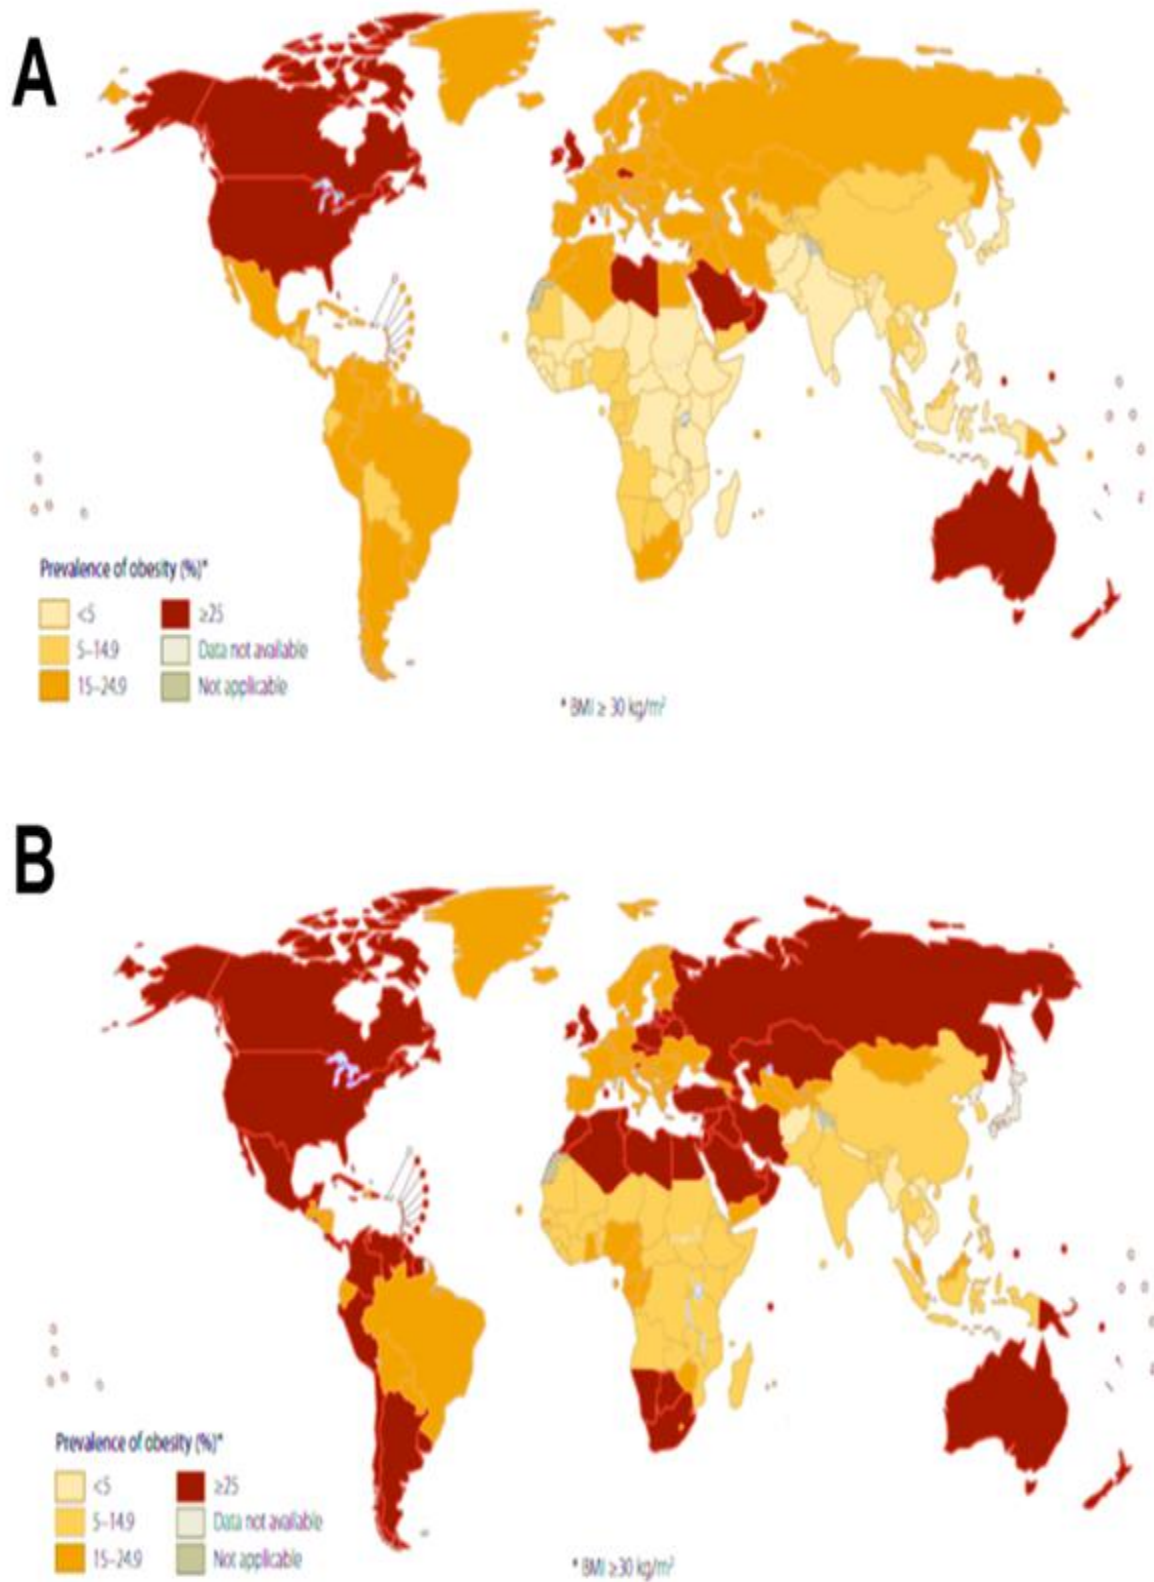 A
Prevalence of obesity (%)*
<5
≥25
5–14.9
Data not available
15–24.9
Not applicable
* BMI ≥ 30 kg/m²
B
Prevalence of obesity (%)*
<5
≥25
5–14.9
Data not available
15–24.9
Not applicable
* BMI ≥30 kg/m²